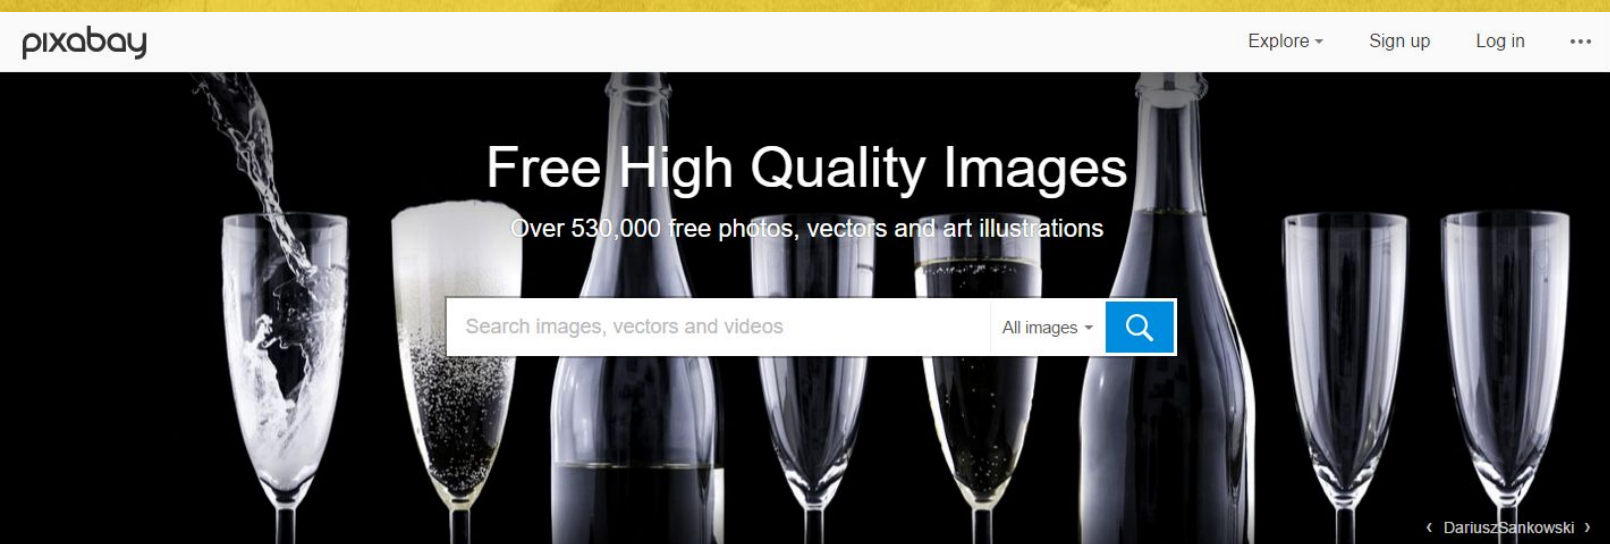 pixabay
Explore
Sign up
Log in
Free High Quality Images
Over 530,000 free photos, vectors and art illustrations
Search images, vectors and videos
All images
‹ DariuszSankowski ›